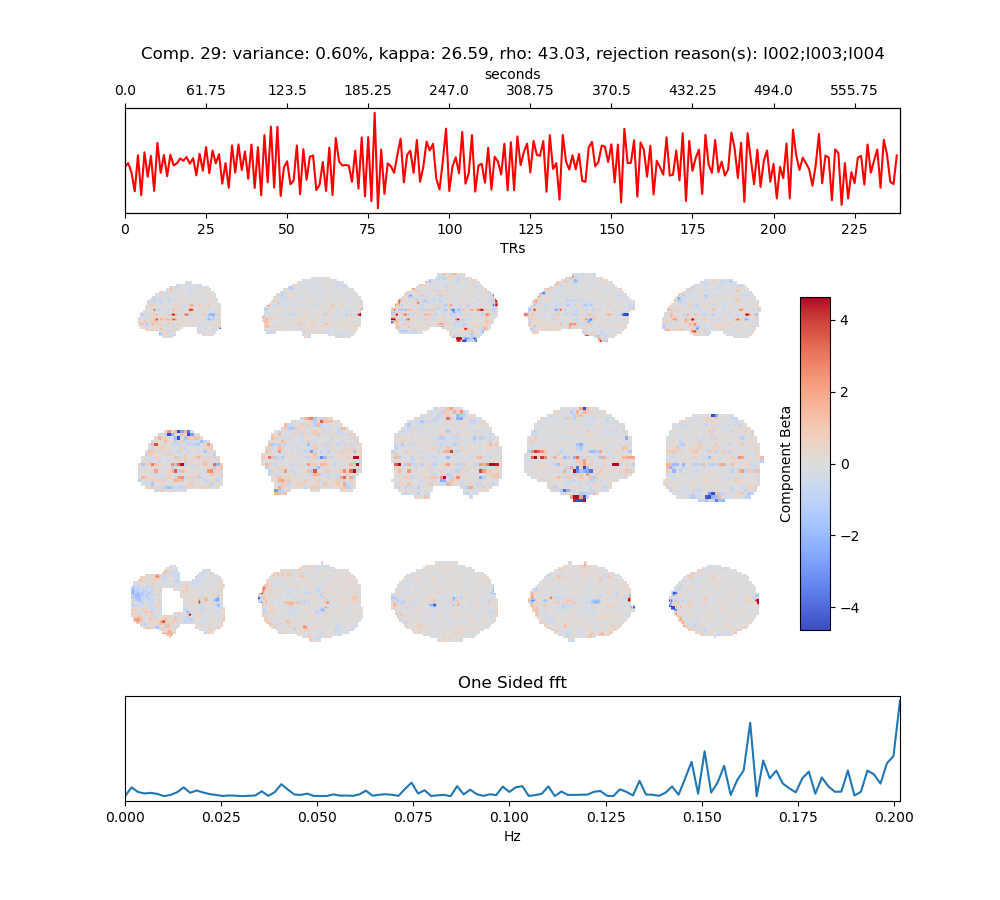 Comp. 29: variance: 0.60%, kappa: 26.59, rho: 43.03, rejection reason(s): I002;I003;I004
seconds
0.0 61.75 123.5 185.25 247.0 308.75 370.5 432.25 494.0 555.75
0 25 50 75 100 125 150 175 200 225
TRs
4
2
0
−2
−4
Component Beta
One Sided fft
0.000 0.025 0.050 0.075 0.100 0.125 0.150 0.175 0.200
Hz